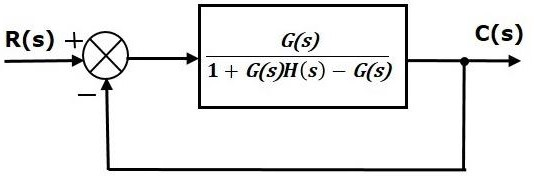 R(s) + C(s)
G(s)
1 + G(s)H(s) − G(s)
−